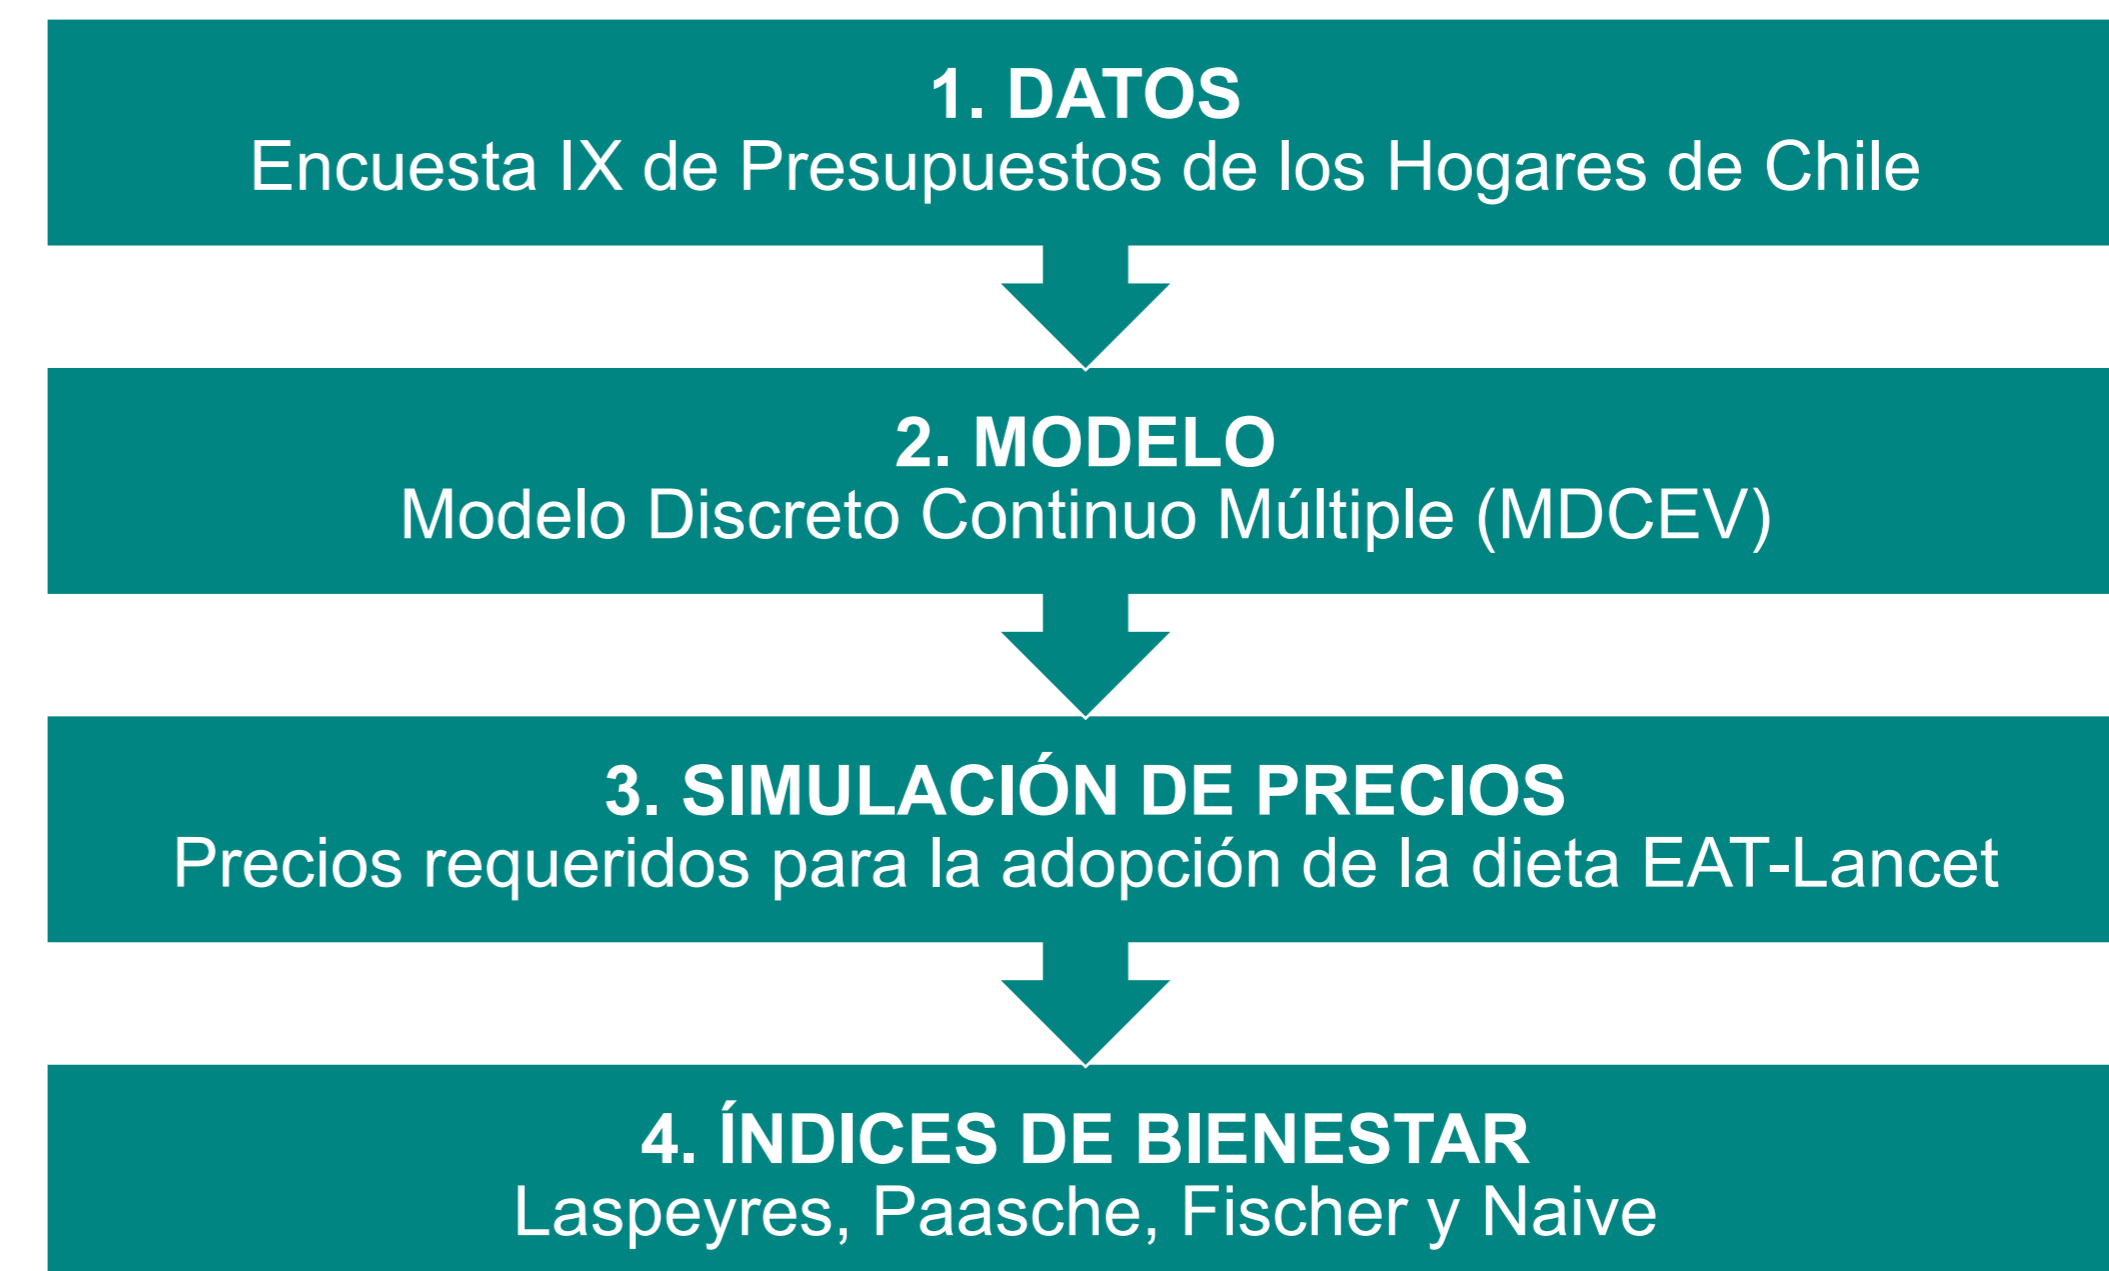 1. DATOS
Encuesta IX de Presupuestos de los Hogares de Chile
2. MODELO
Modelo Discreto Continuo Múltiple (MDCEV)
3. SIMULACIÓN DE PRECIOS
Precios requeridos para la adopción de la dieta EAT-Lancet
4. ÍNDICES DE BIENESTAR
Laspeyres, Paasche, Fischer y Naive